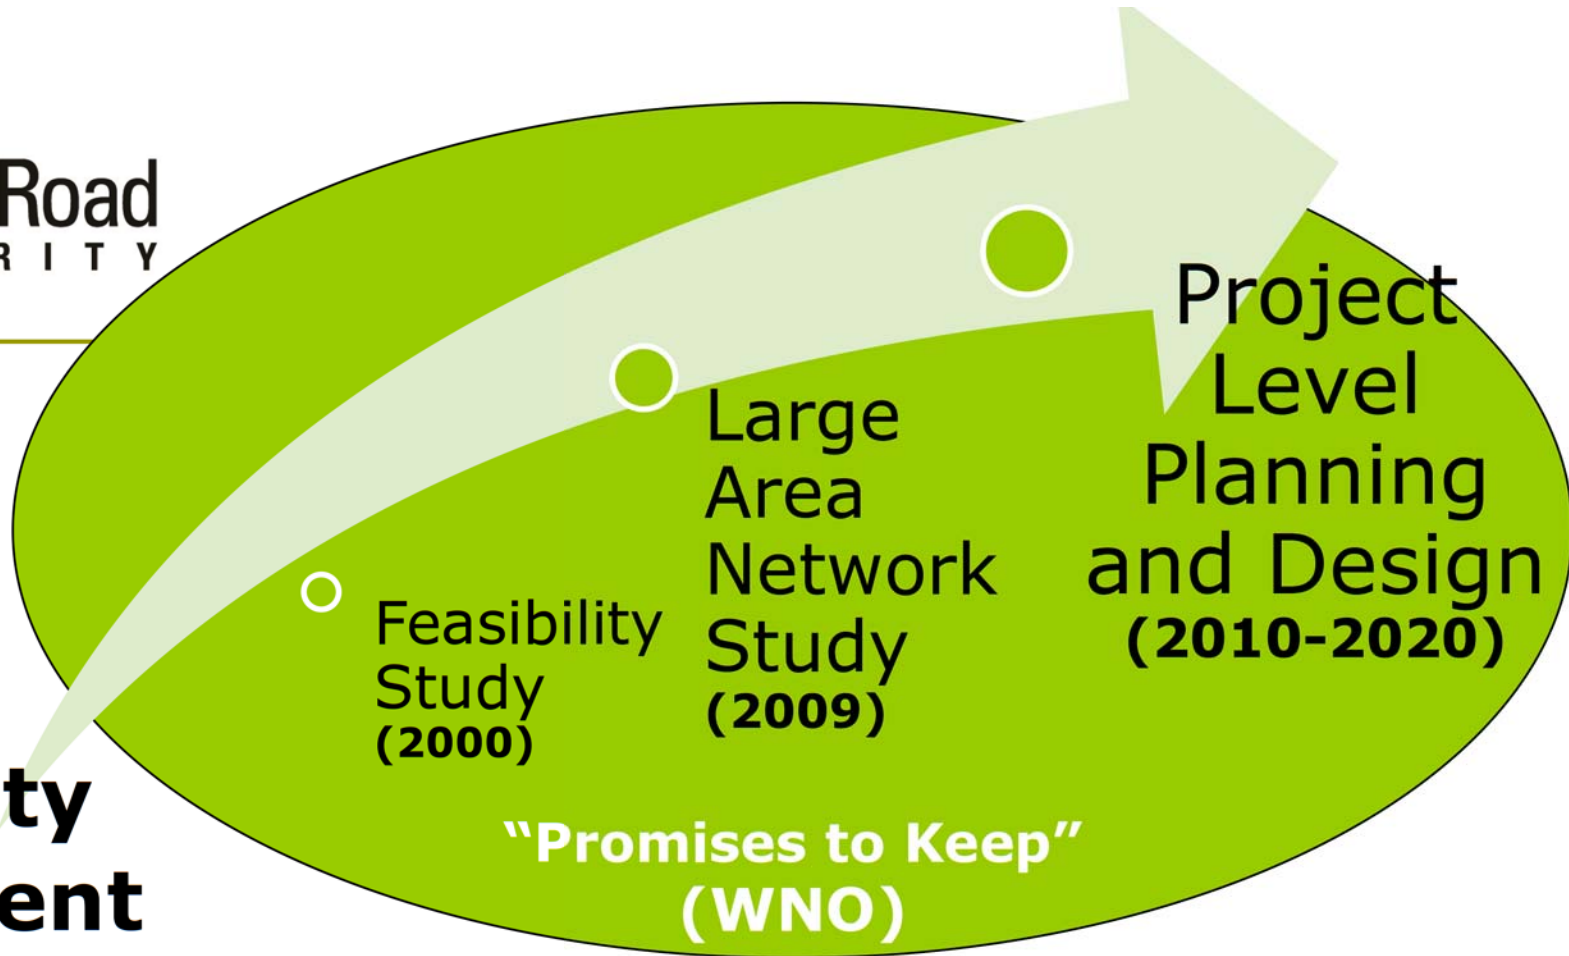 Road
RITY
Project
Level
Planning
and Design
(2010-2020)
Large
Area
Network
Study
(2009)
Feasibility
Study
(2000)
ty
ent
“Promises to Keep”
(WNO)